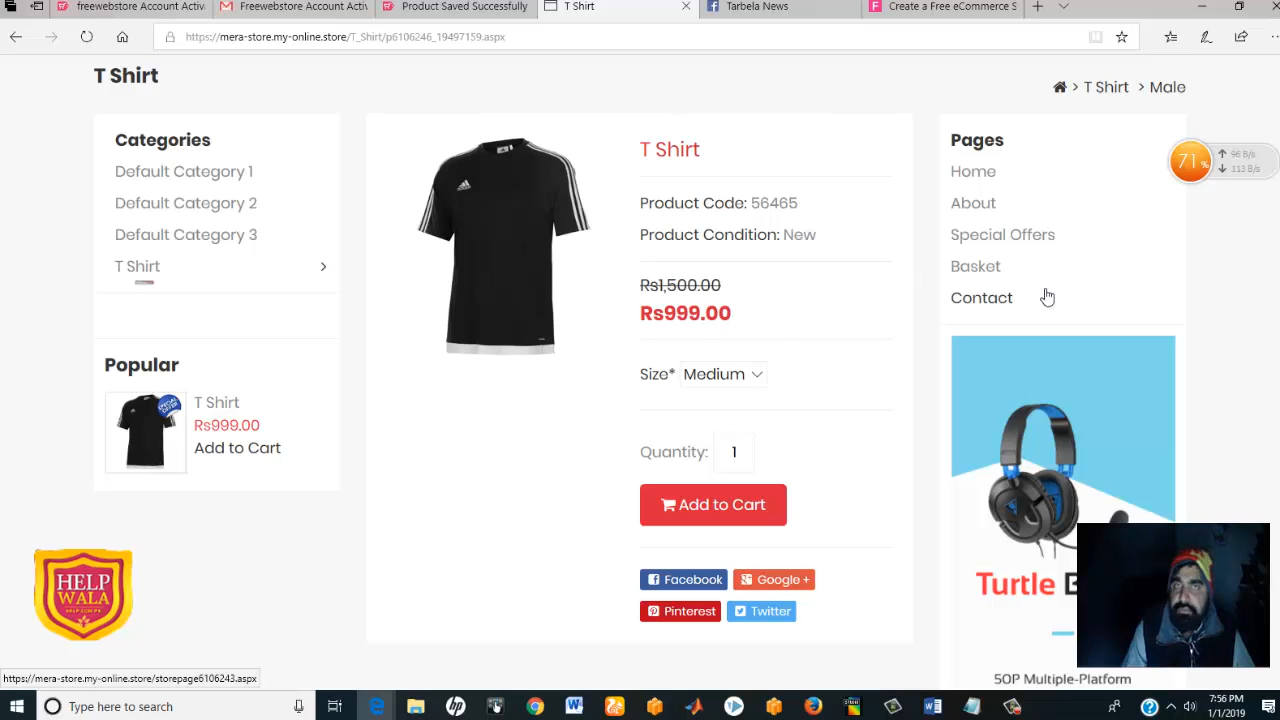 freewebstore Account Activ
Freewebstore Account Activ
Product Saved Successfully
T Shirt
Tarbela News
Create a Free eCommerce S
https://mera-store.my-online.store/T_Shirt/p6106246_19497159.aspx
T Shirt
> T Shirt > Male
Categories
Default Category 1
Default Category 2
Default Category 3
T Shirt
Popular
SPECIAL OFFER
T Shirt
Rs999.00
Add to Cart
T Shirt
Product Code: 56465
Product Condition: New
Rs1,500.00
Rs999.00
Size* Medium
Quantity: 1
Add to Cart
Facebook
Google +
Pinterest
Twitter
Pages
Home
About
Special Offers
Basket
Contact
71%
96 B/s
113 B/s
Turtle B
50P Multiple-Platform
HELP
WALA
https://mera-store.my-online.store/storepage6106243.aspx
Type here to search
7:56 PM
1/1/2019